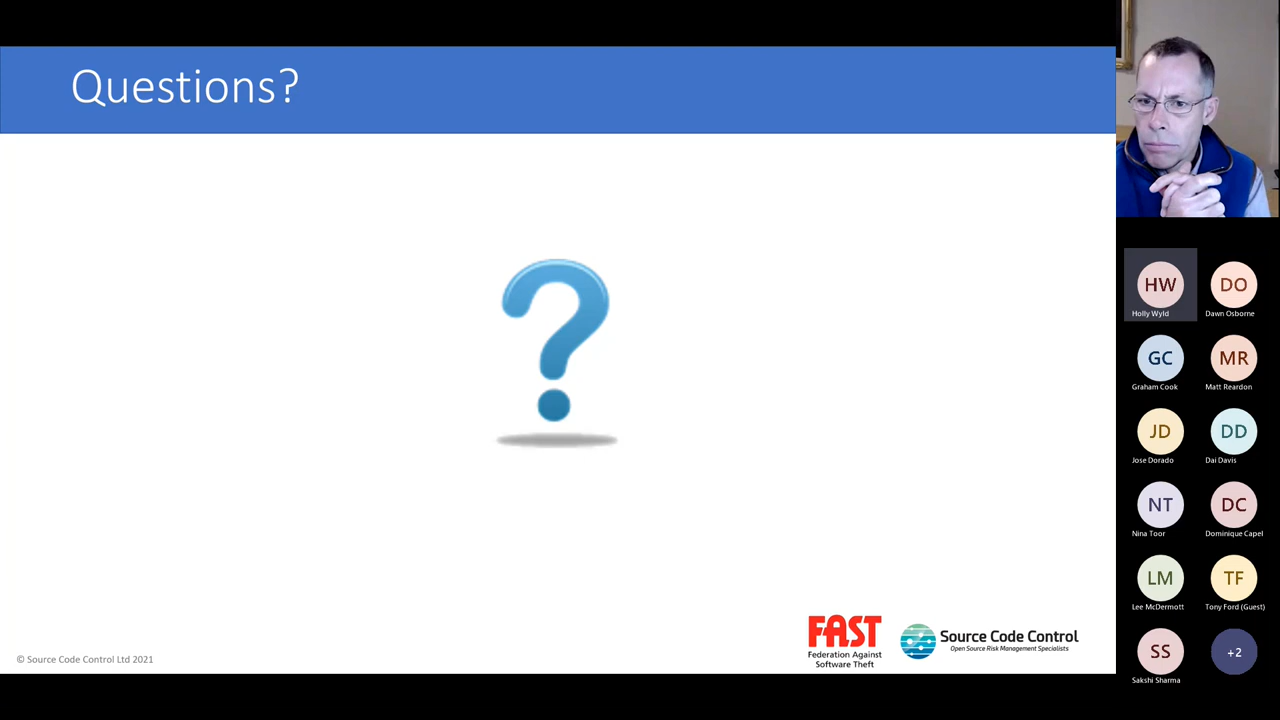 Questions?
?
© Source Code Control Ltd 2021
FAST
Federation Against
Software Theft
Source Code Control
Open Source Risk Management Specialists
HW
Holly Wyld
DO
Dawn Osborne
GC
Graham Cook
MR
Matt Reardon
JD
Jose Dorado
DD
Dai Davis
NT
Nina Toor
DC
Dominique Capel
LM
Lee McDermott
TF
Tony Ford (Guest)
SS
Sakshi Sharma
+2